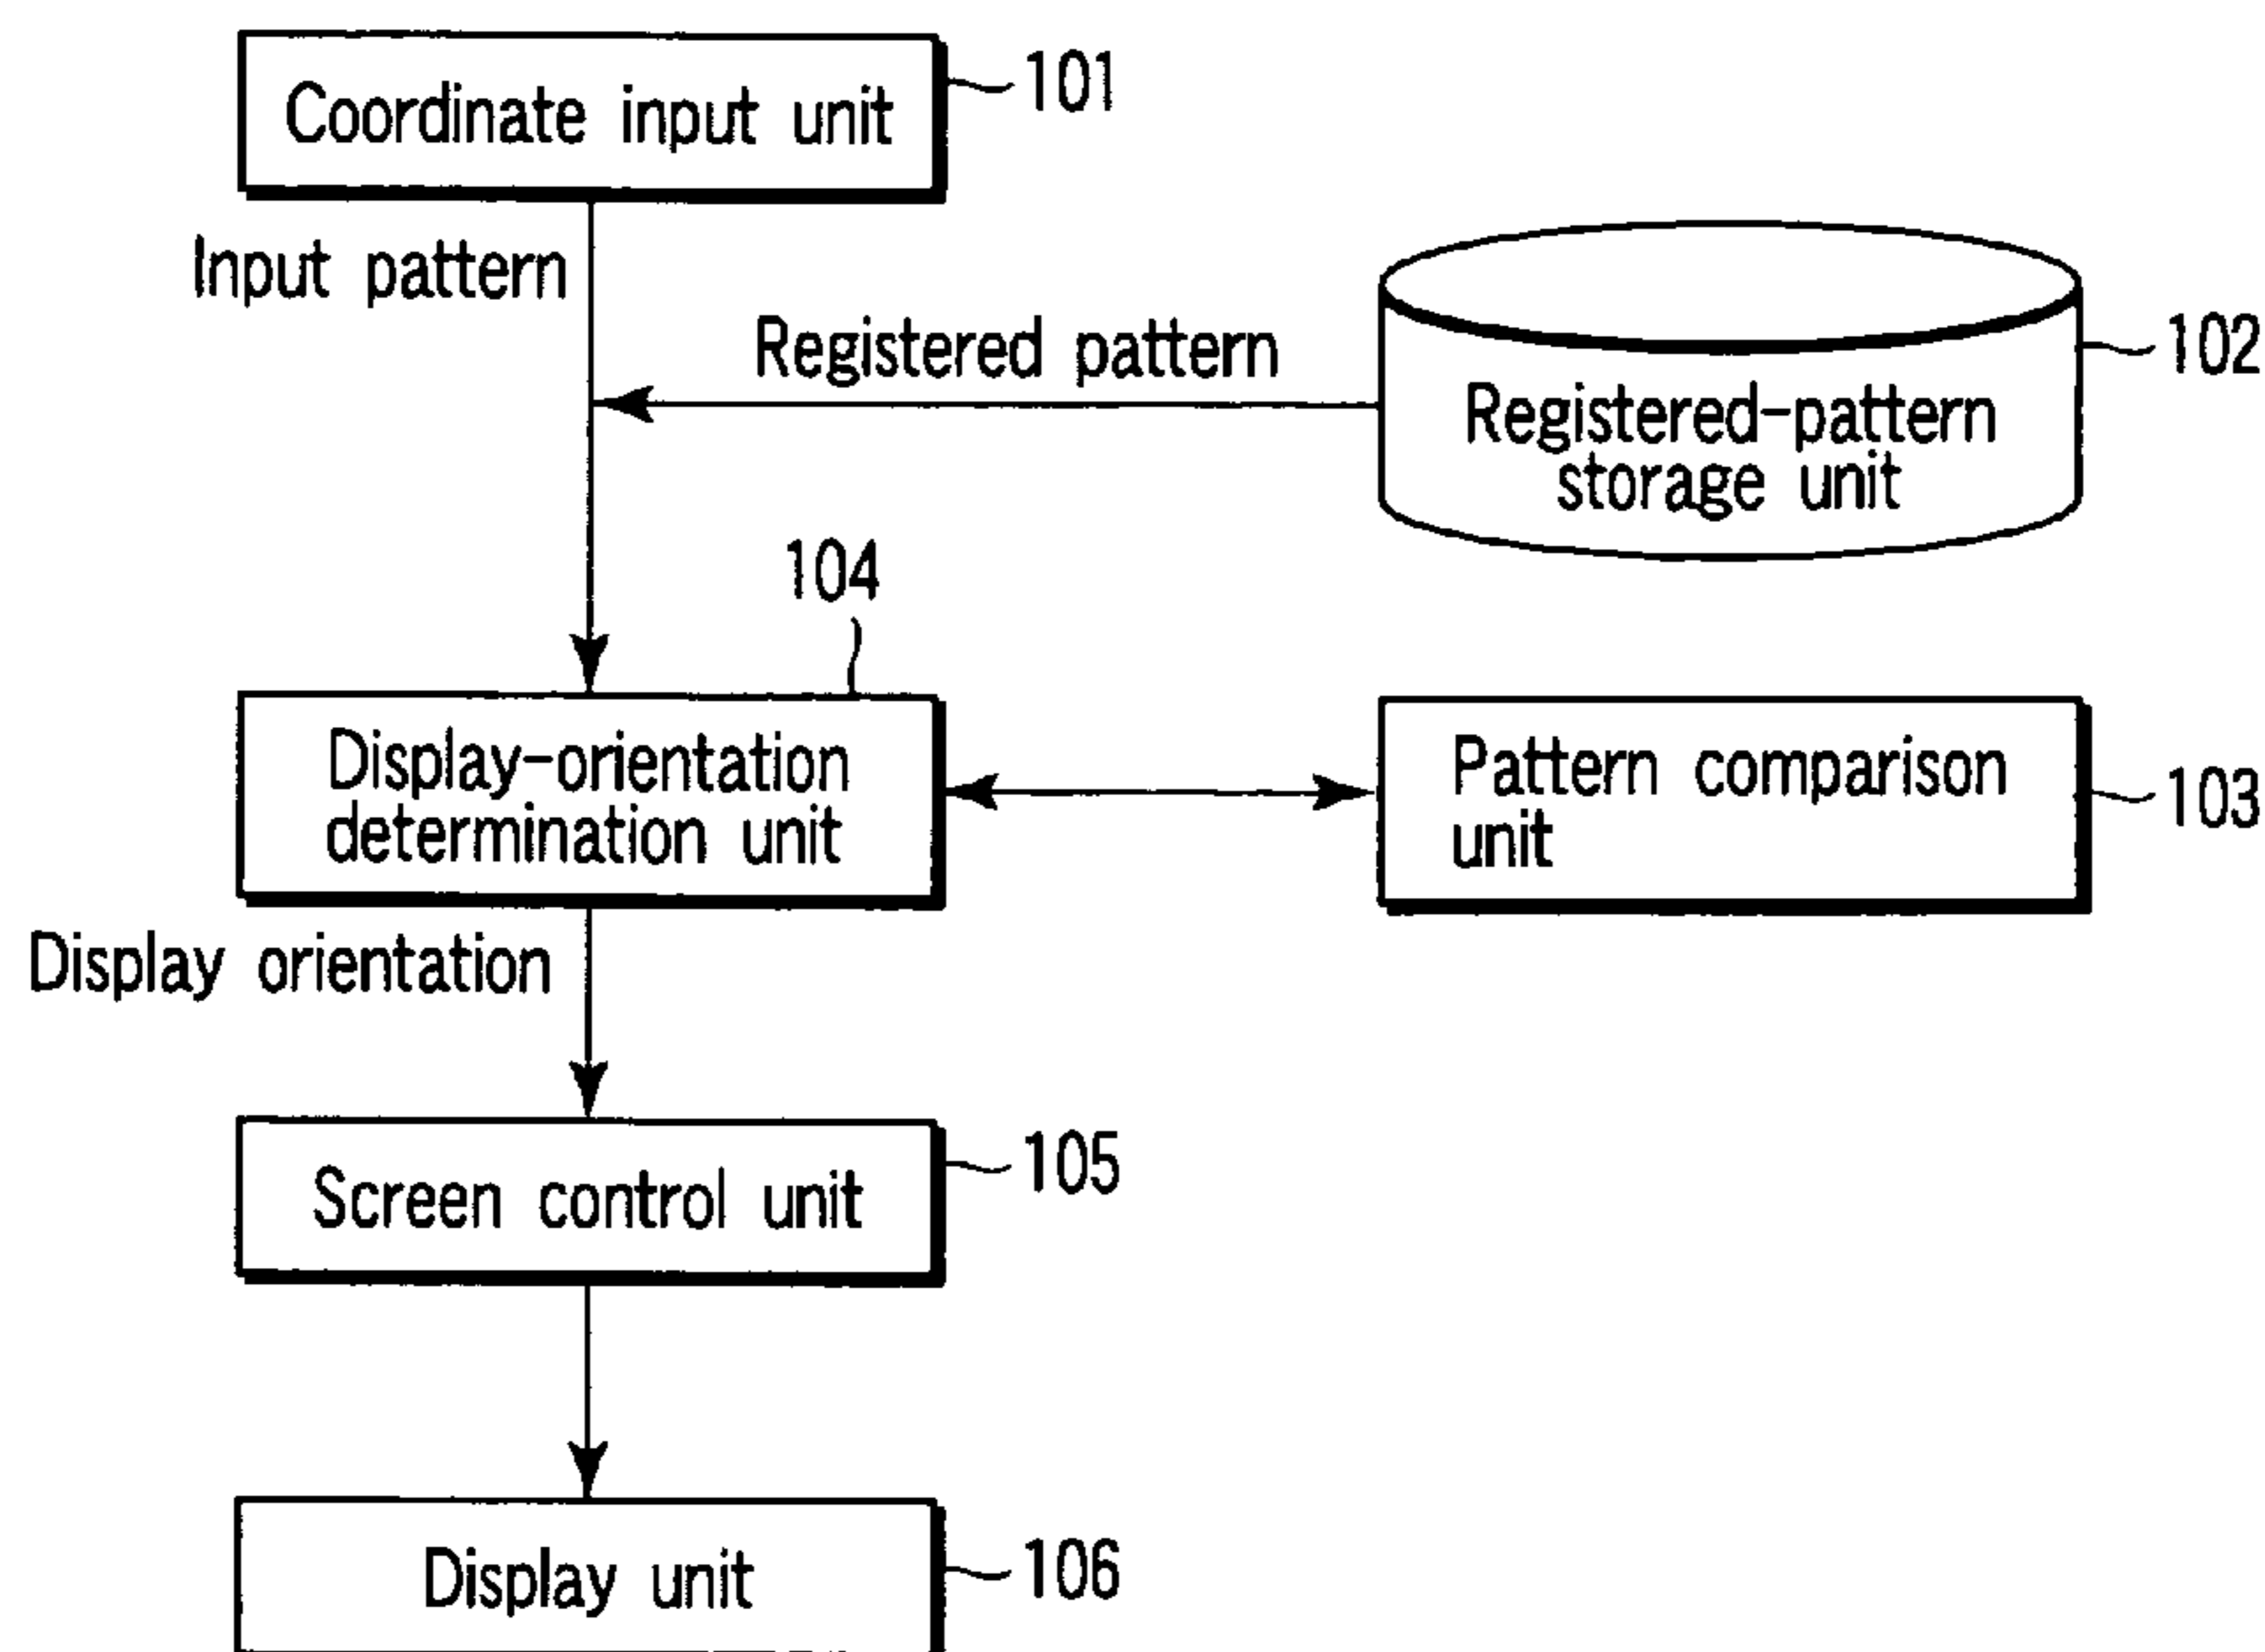 Coordinate input unit
101
Input pattern
Registered pattern
102
Registered-pattern
storage unit
104
Display-orientation
determination unit
Pattern comparison
unit
103
Display orientation
Screen control unit
105
Display unit
106